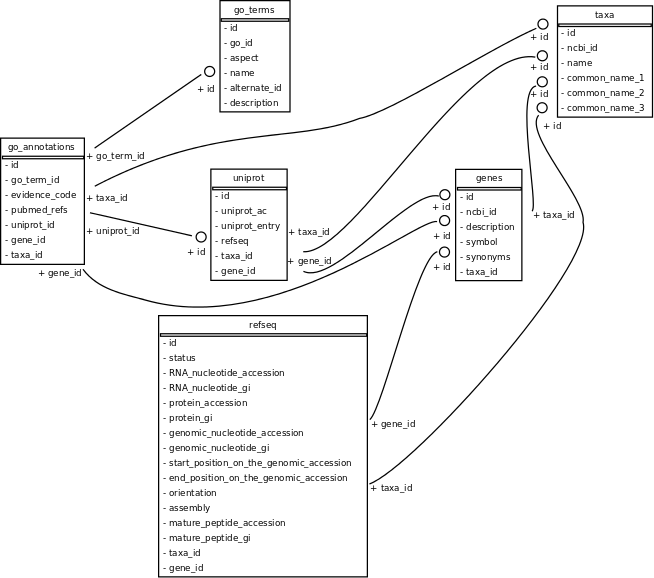 go_terms
- id
- go_id
- aspect
- name
- alternate_id
- description
taxa
- id
- ncbi_id
- name
- common_name_1
- common_name_2
- common_name_3
+ id
+ id
+ id
+ id
+ id
go_annotations
- id
- go_term_id
- evidence_code
- pubmed_refs
- uniprot_id
- gene_id
- taxa_id
+ go_term_id
+ taxa_id
+ uniprot_id
+ gene_id
uniprot
- id
- uniprot_ac
- uniprot_entry
- refseq
- taxa_id
- gene_id
+ id
+ taxa_id
+ gene_id
genes
- id
- ncbi_id
- description
- symbol
- synonyms
- taxa_id
+ id
+ id
+ id
+ taxa_id
refseq
- id
- status
- RNA_nucleotide_accession
- RNA_nucleotide_gi
- protein_accession
- protein_gi
- genomic_nucleotide_accession
- genomic_nucleotide_gi
- start_position_on_the_genomic_accession
- end_position_on_the_genomic_accession
- orientation
- assembly
- mature_peptide_accession
- mature_peptide_gi
- taxa_id
- gene_id
+ gene_id
+ taxa_id